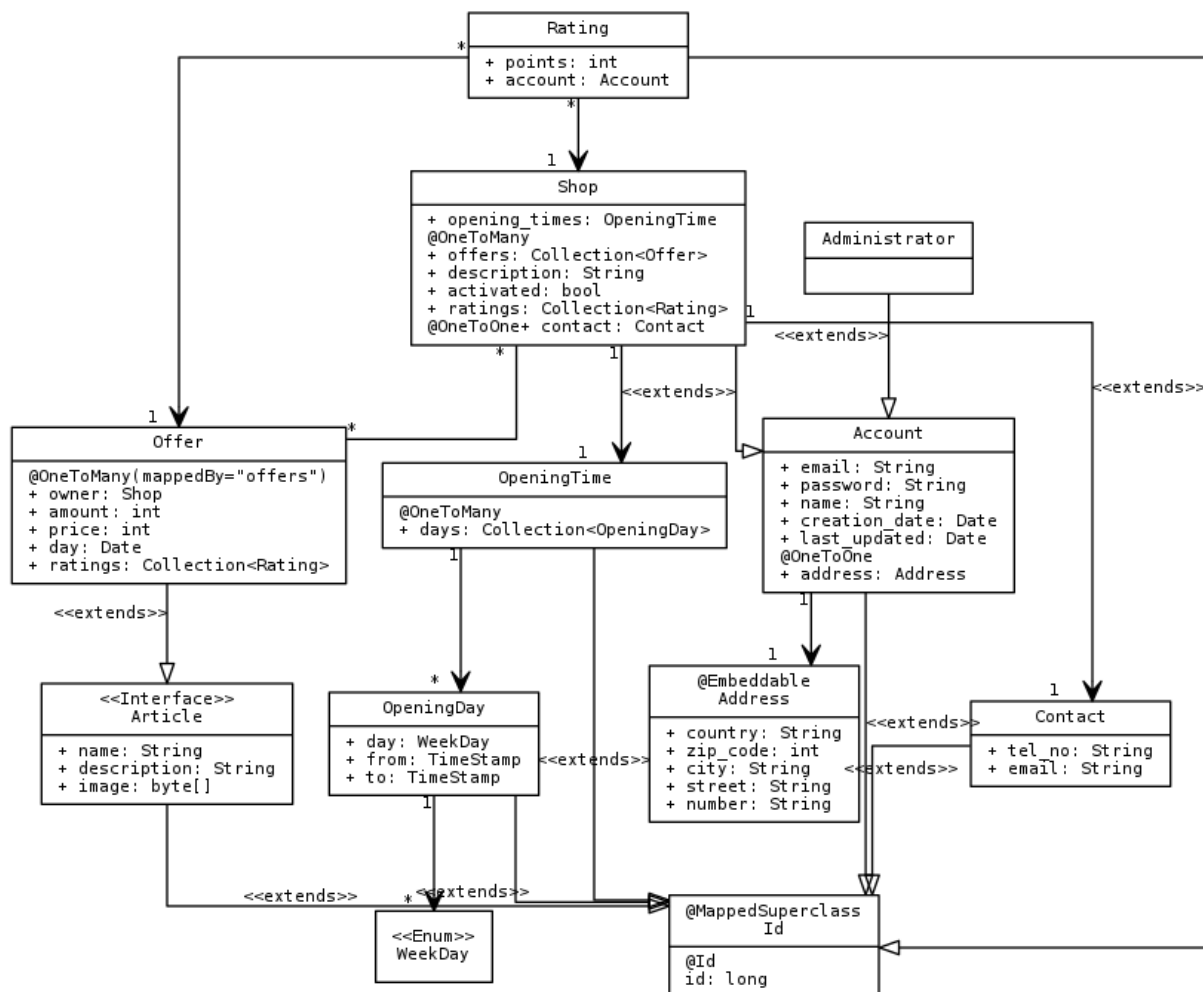 Rating
*
+ points: int
+ account: Account
*
1
Shop
+ opening_times: OpeningTime
@OneToMany
+ offers: Collection<Offer>
+ description: String
+ activated: bool
+ ratings: Collection<Rating>
@OneToOne+ contact: Contact
Administrator
1
<<extends>>
*
1
<<extends>>
<<extends>>
1
*
Offer
@OneToMany(mappedBy="offers")
+ owner: Shop
+ amount: int
+ price: int
+ day: Date
+ ratings: Collection<Rating>
1
OpeningTime
@OneToMany
+ days: Collection<OpeningDay>
1
Account
+ email: String
+ password: String
+ name: String
+ creation_date: Date
+ last_updated: Date
@OneToOne
+ address: Address
1
<<extends>>
<<Interface>>
Article
+ name: String
+ description: String
+ image: byte[]
*
OpeningDay
+ day: WeekDay
+ from: TimeStamp
+ to: TimeStamp
1
<<extends>>
1
@Embeddable
Address
+ country: String
+ zip_code: int
+ city: String
+ street: String
+ number: String
<<extends>>
<<extends>>
1
Contact
+ tel_no: String
+ email: String
<<extends>>
<<extends>>
*
<<Enum>>
WeekDay
@MappedSuperclass
Id
@Id
id: long